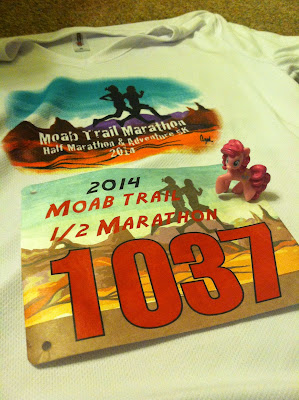 Moab Trail Marathon
Half Marathon & Adventure 5K
2014
2014
MOAB TRAIL
1/2 MARATHON
1037